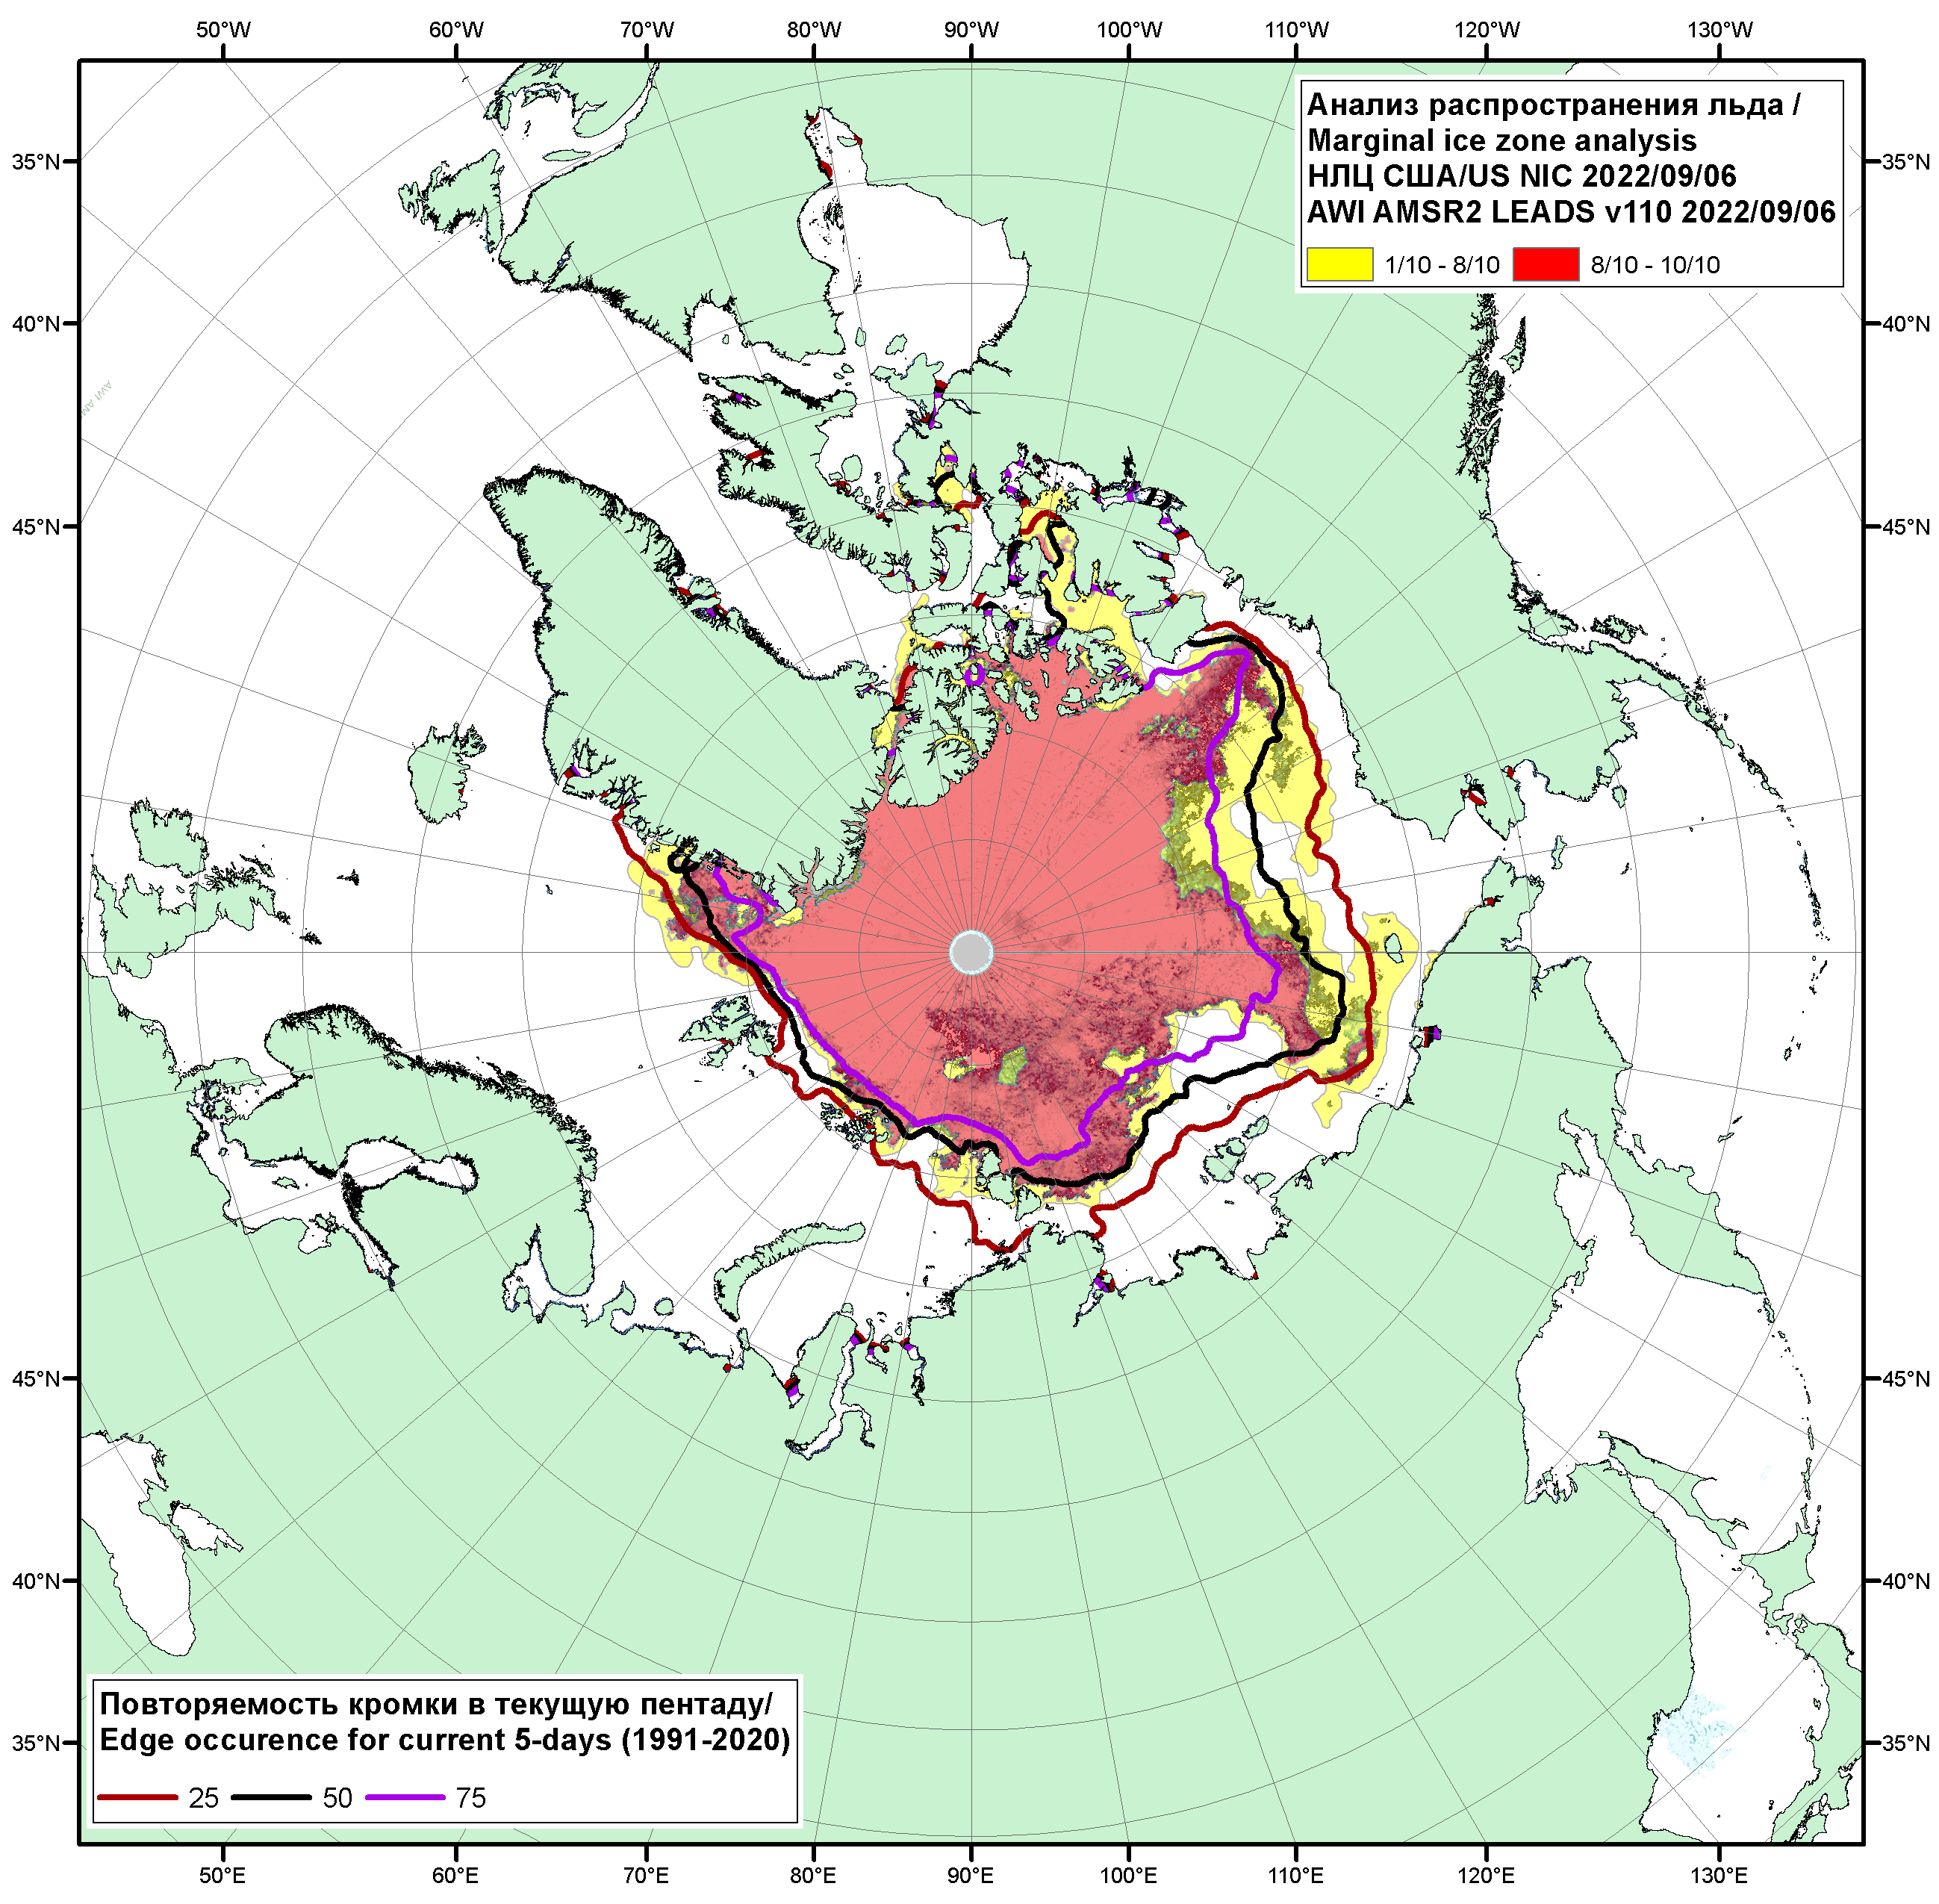 50°W 60°W 70°W 80°W 90°W 100°W 110°W 120°W 130°W
Анализ распространения льда /
Marginal ice zone analysis
НЛЦ США/US NIC 2022/09/06
AWI AMSR2 LEADS v110 2022/09/06
1/10 - 8/10 8/10 - 10/10
35°N 35°N
40°N 40°N
AWI AM
45°N 45°N
45°N 45°N
40°N 40°N
35°N 35°N
Повторяемость кромки в текущую пентаду/
Edge occurence for current 5-days (1991-2020)
25 50 75
50°E 60°E 70°E 80°E 90°E 100°E 110°E 120°E 130°E